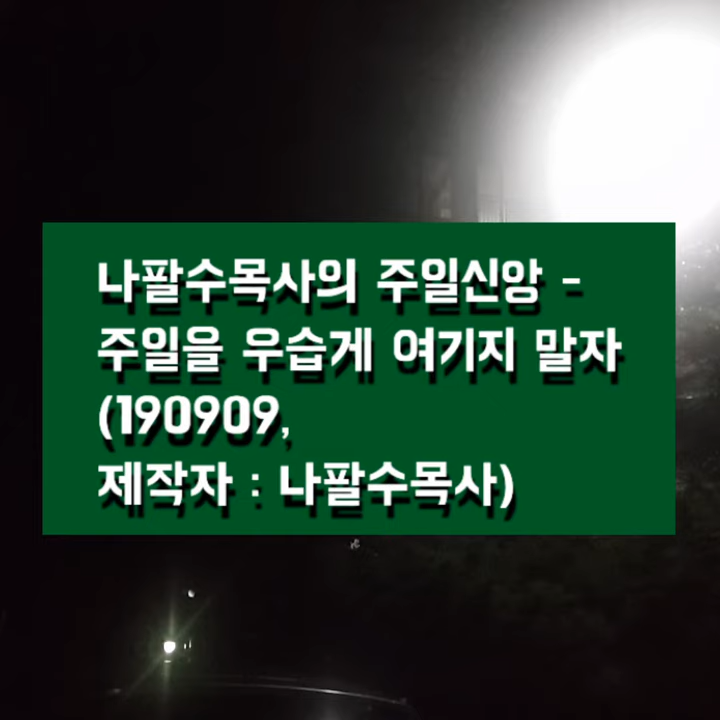 나팔수목사의 주일신앙 -
주일을 우습게 여기지 말자
(190909,
제작자 : 나팔수목사)